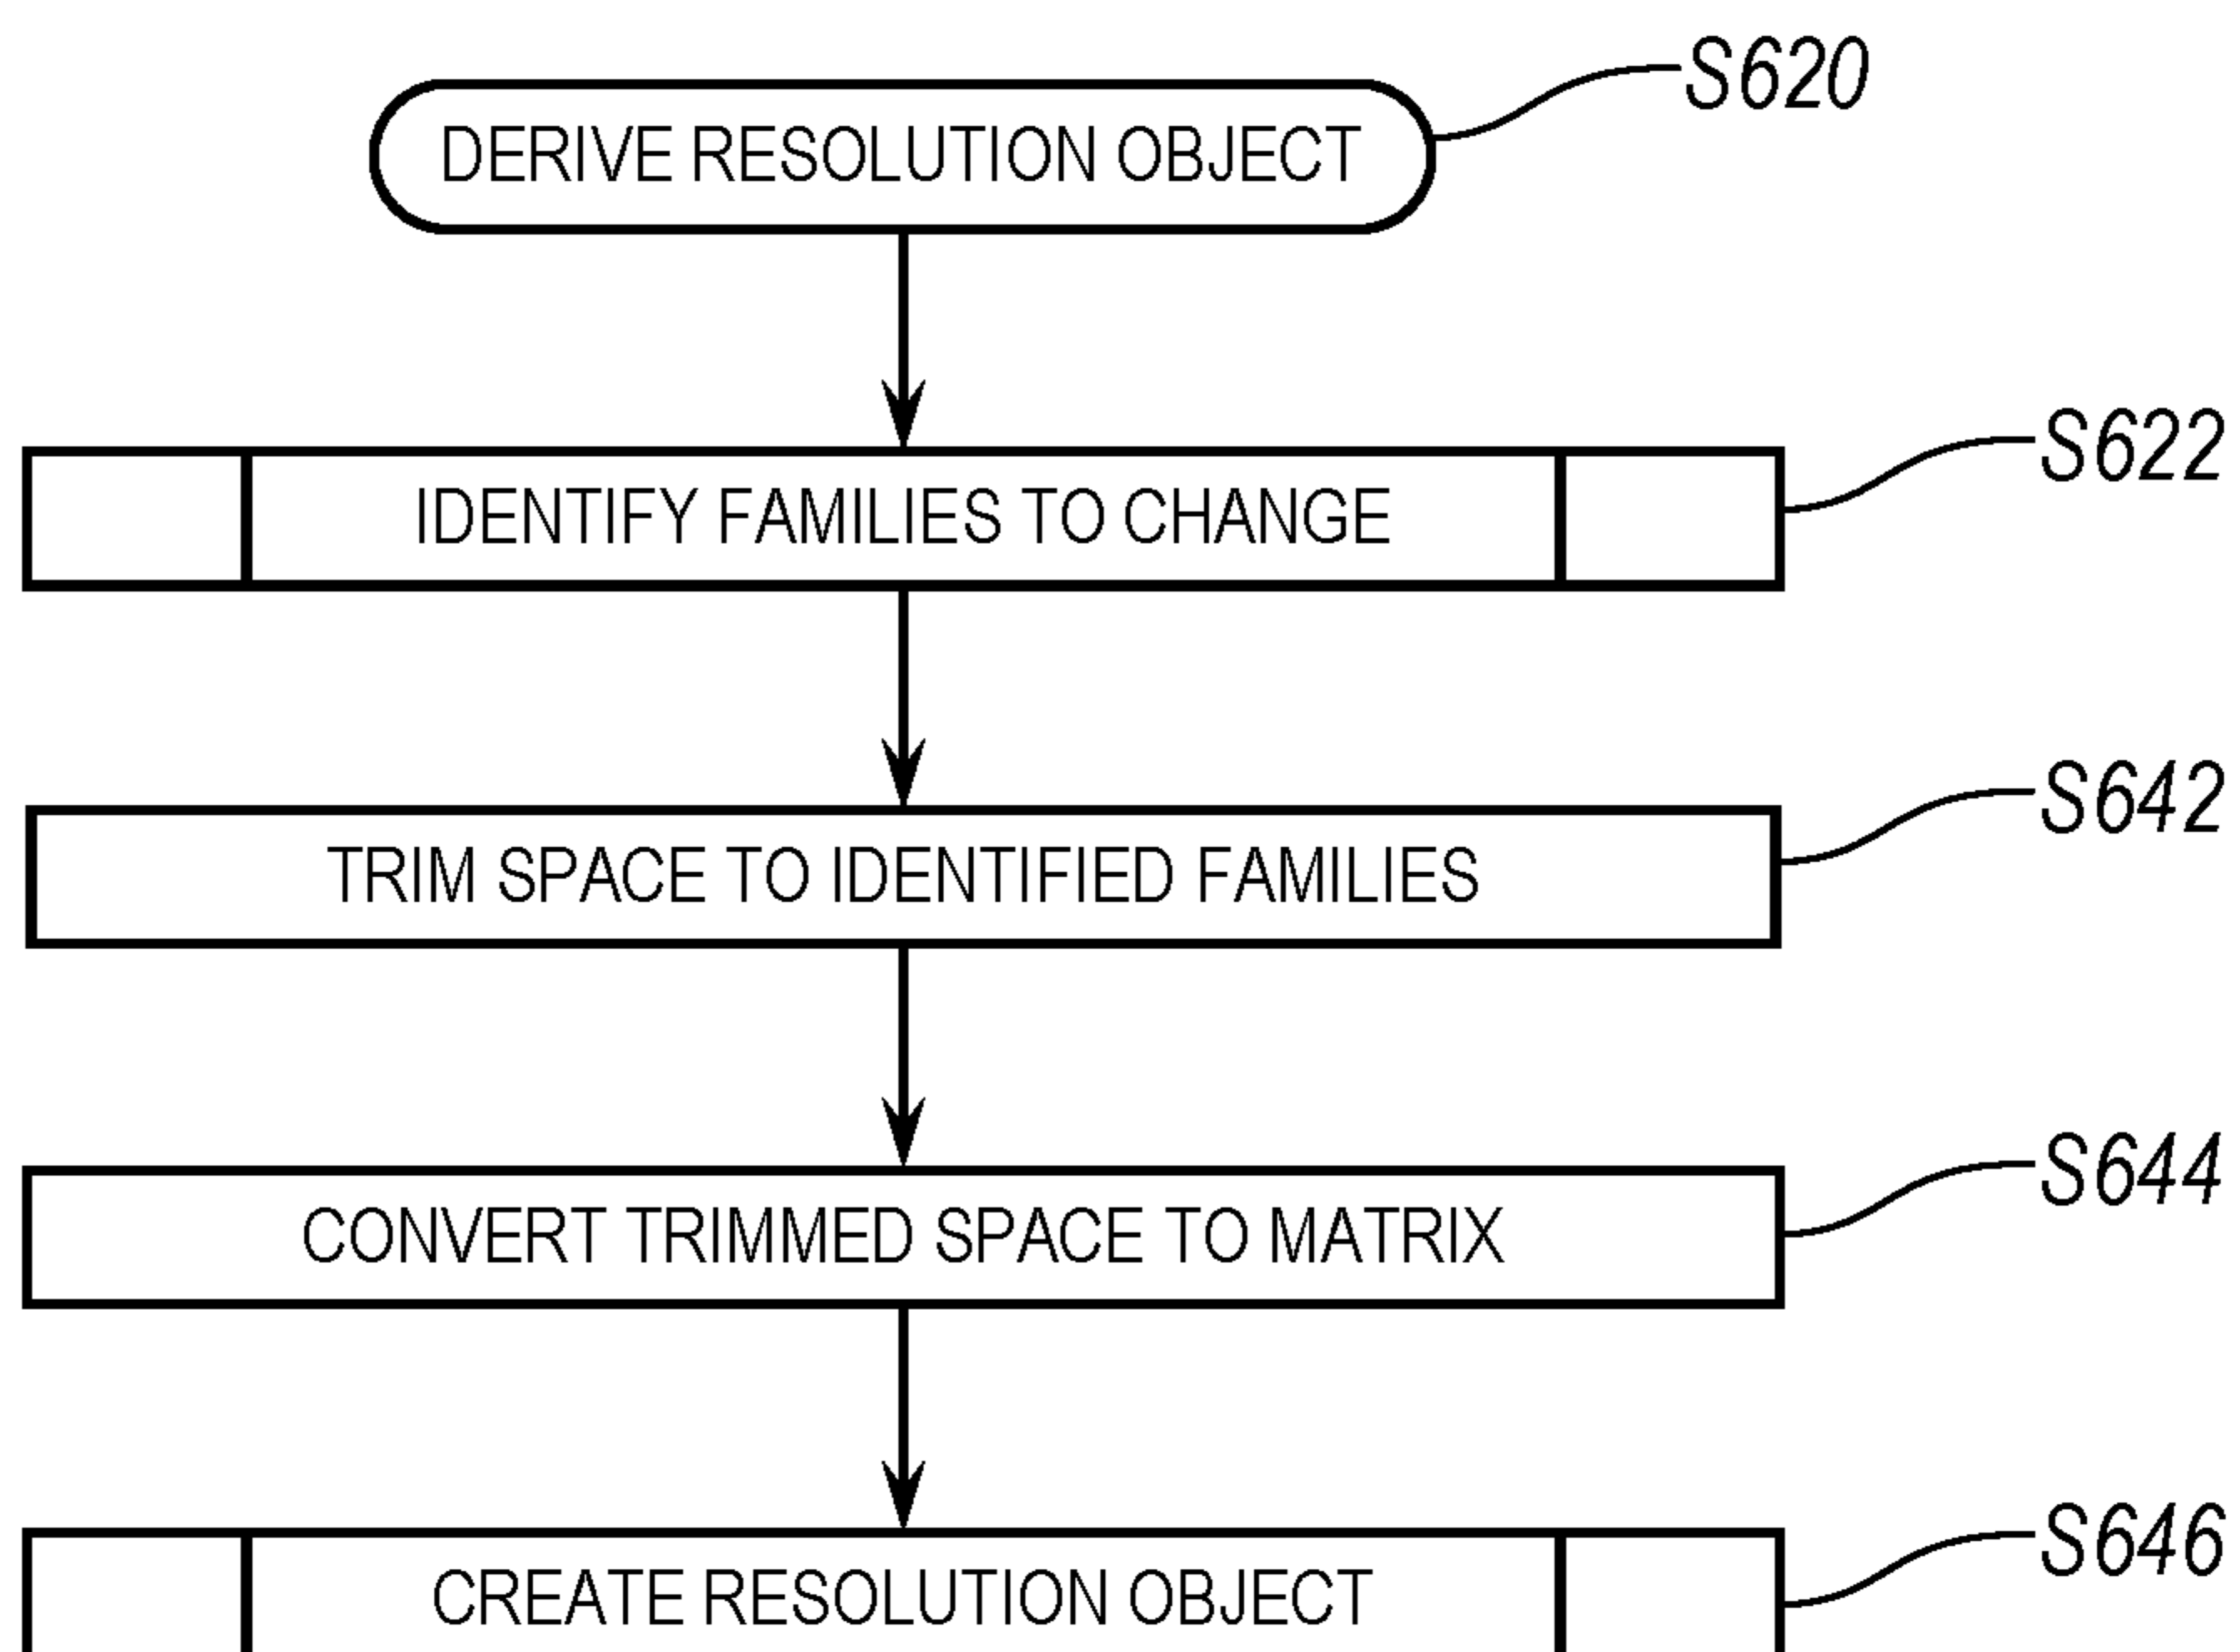 DERIVE RESOLUTION OBJECT
S620
IDENTIFY FAMILIES TO CHANGE
S622
TRIM SPACE TO IDENTIFIED FAMILIES
S642
CONVERT TRIMMED SPACE TO MATRIX
S644
CREATE RESOLUTION OBJECT
S646